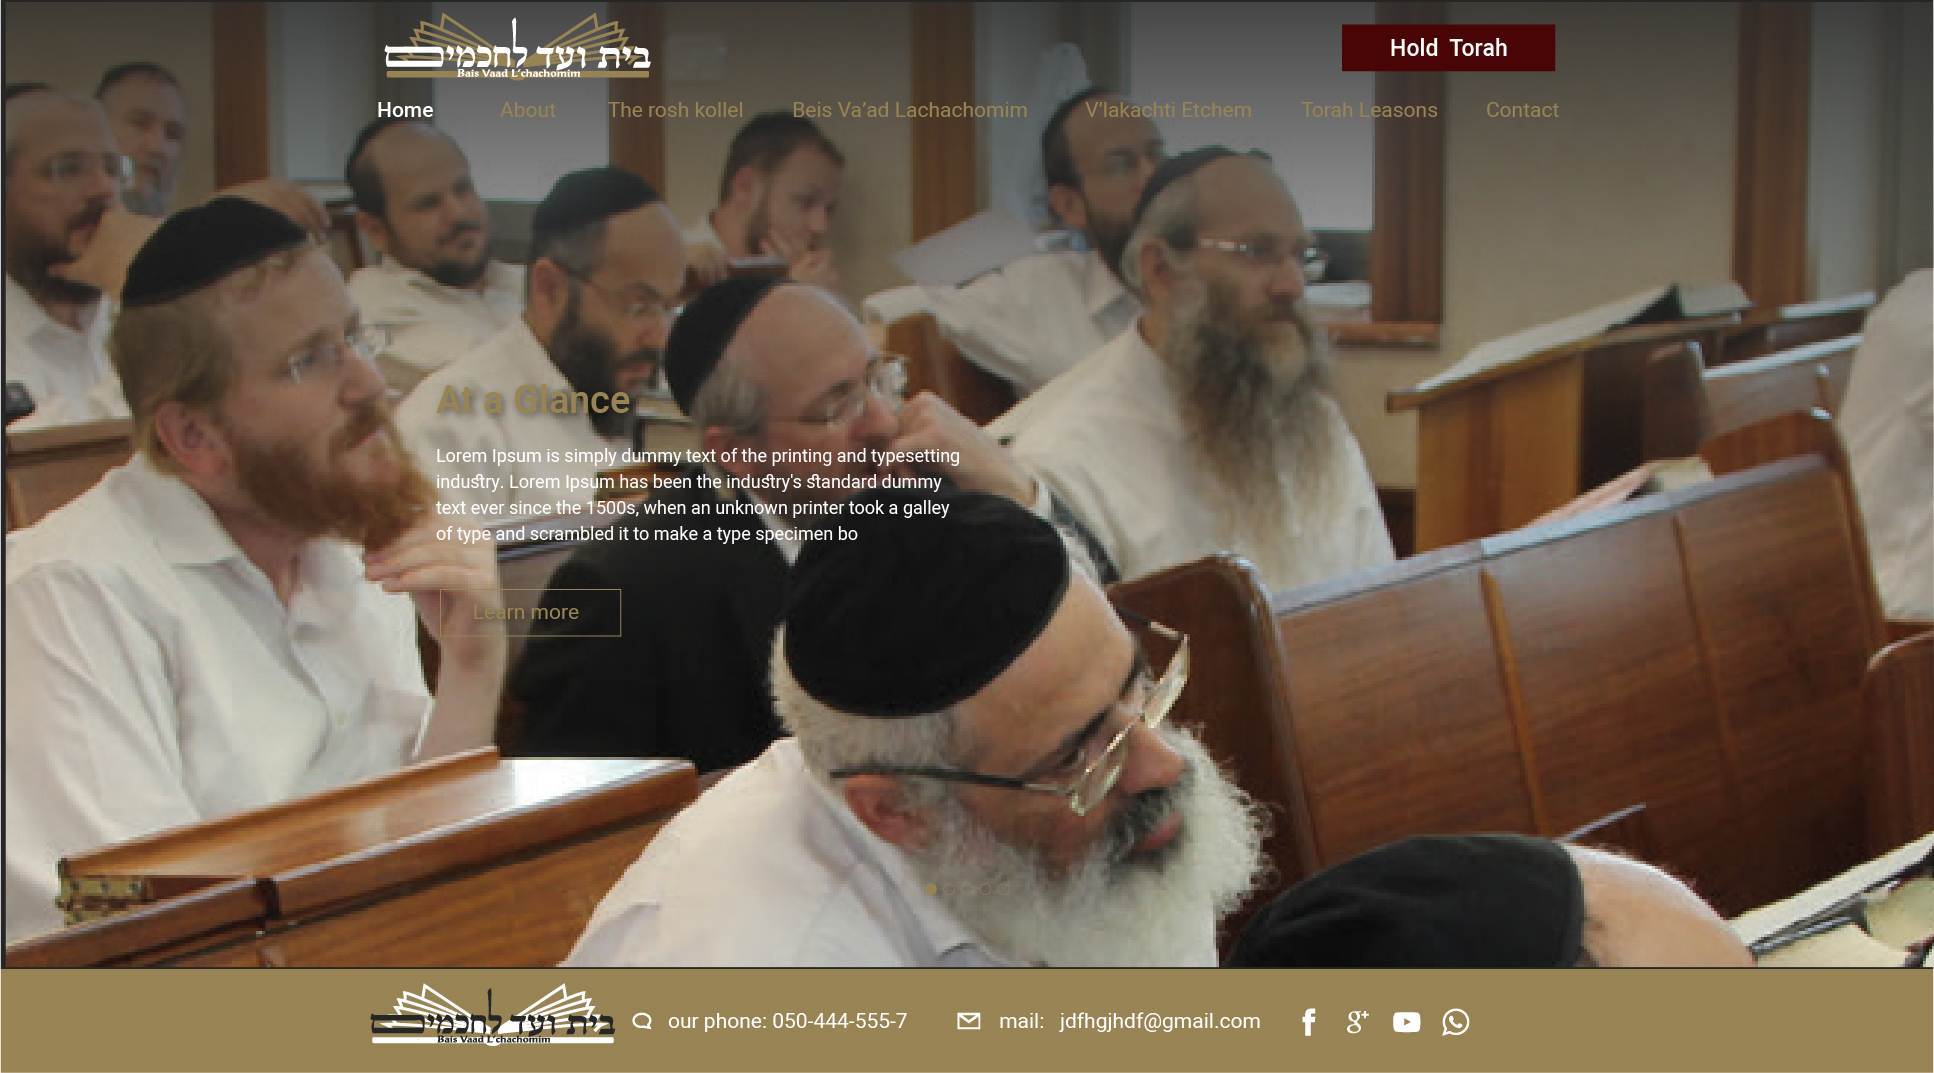 בית ועד לחכמים
Bais Vaad L'chachomim
Hold Torah
Home About The rosh kollel Beis Va’ad Lachachomim V’lakachti Etchem Torah Leasons Contact
At a Glance
Lorem Ipsum is simply dummy text of the printing and typesetting
industry. Lorem Ipsum has been the industry's standard dummy
text ever since the 1500s, when an unknown printer took a galley
of type and scrambled it to make a type specimen bo
Learn more
בית ועד לחכמים
Bais Vaad L'chachomim
our phone: 050-444-555-7
mail: jdfhgjhdf@gmail.com